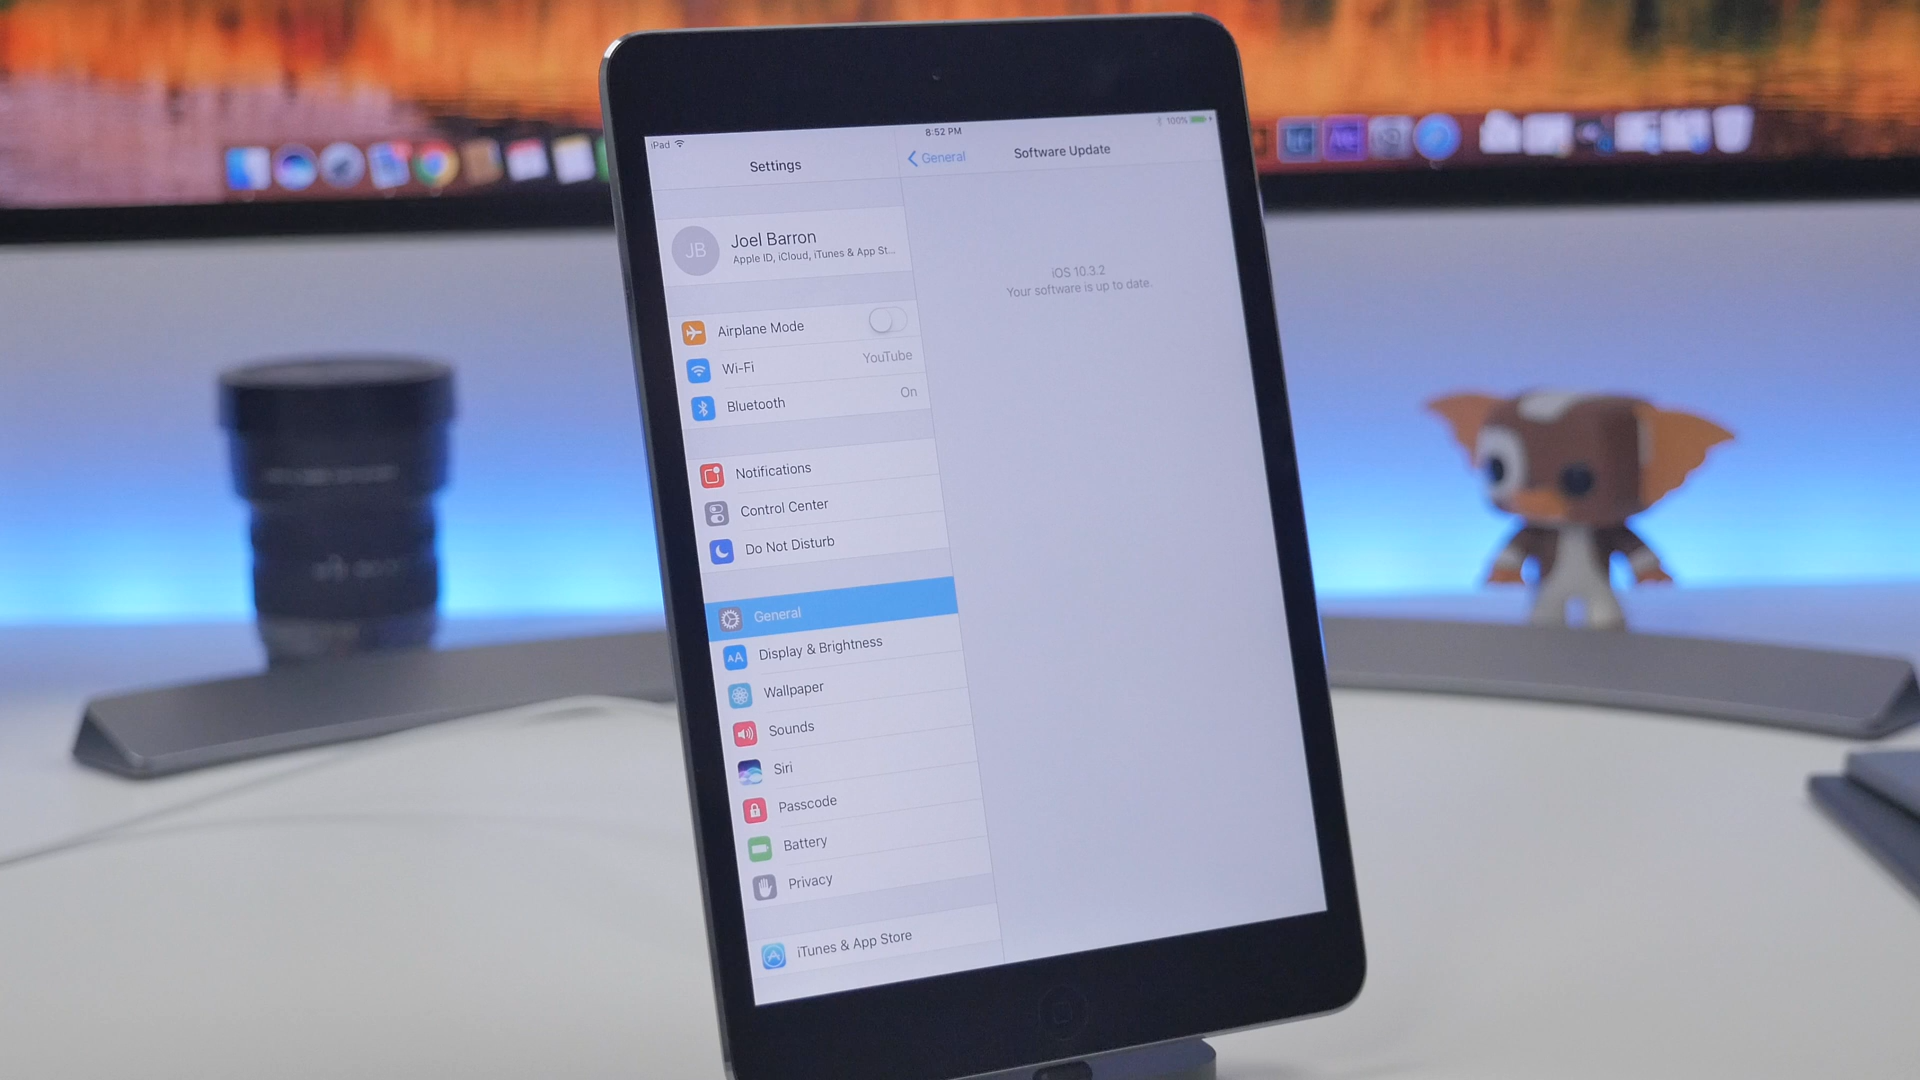 iPad
8:52 PM
100%
Settings
General
Software Update
JB
Joel Barron
Apple ID, iCloud, iTunes & App St...
iOS 10.3.2
Your software is up to date.
Airplane Mode
Wi-Fi YouTube
Bluetooth On
Notifications
Control Center
Do Not Disturb
General
AA Display & Brightness
Wallpaper
Sounds
Siri
Passcode
Battery
Privacy
iTunes & App Store